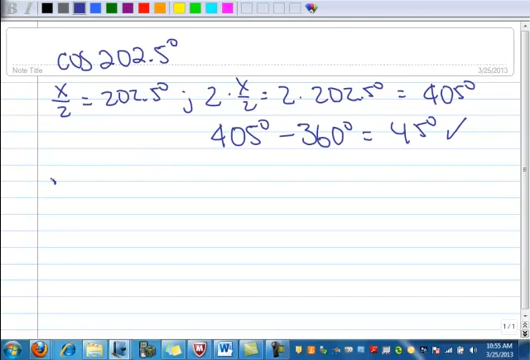 B I
cos 202.5°
Note Title
3/25/2013
x/2 = 202.5° ; 2 · x/2 = 2 · 202.5° = 405°
405° − 360° = 45° ✓
1 / 1
10:55 AM
3/25/2013